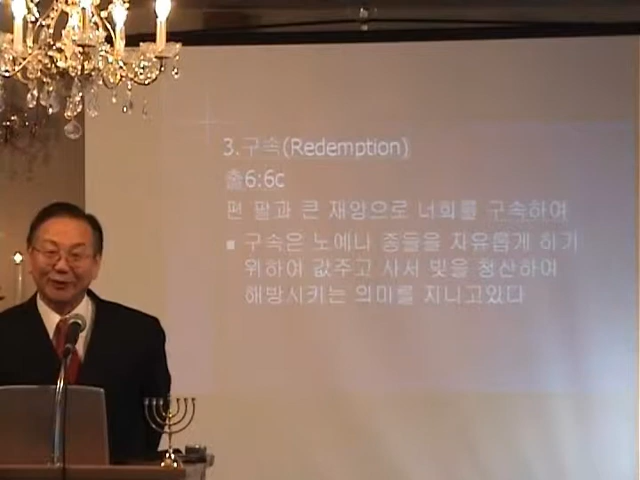 3.구속(Redemption)
출6:6c
편 팔과 큰 재앙으로 너희를 구속하여
■ 구속은 노예나 종들을 자유롭게 하기
위하여 값주고 사서 빚을 청산하여
해방시키는 의미를 지니고있다